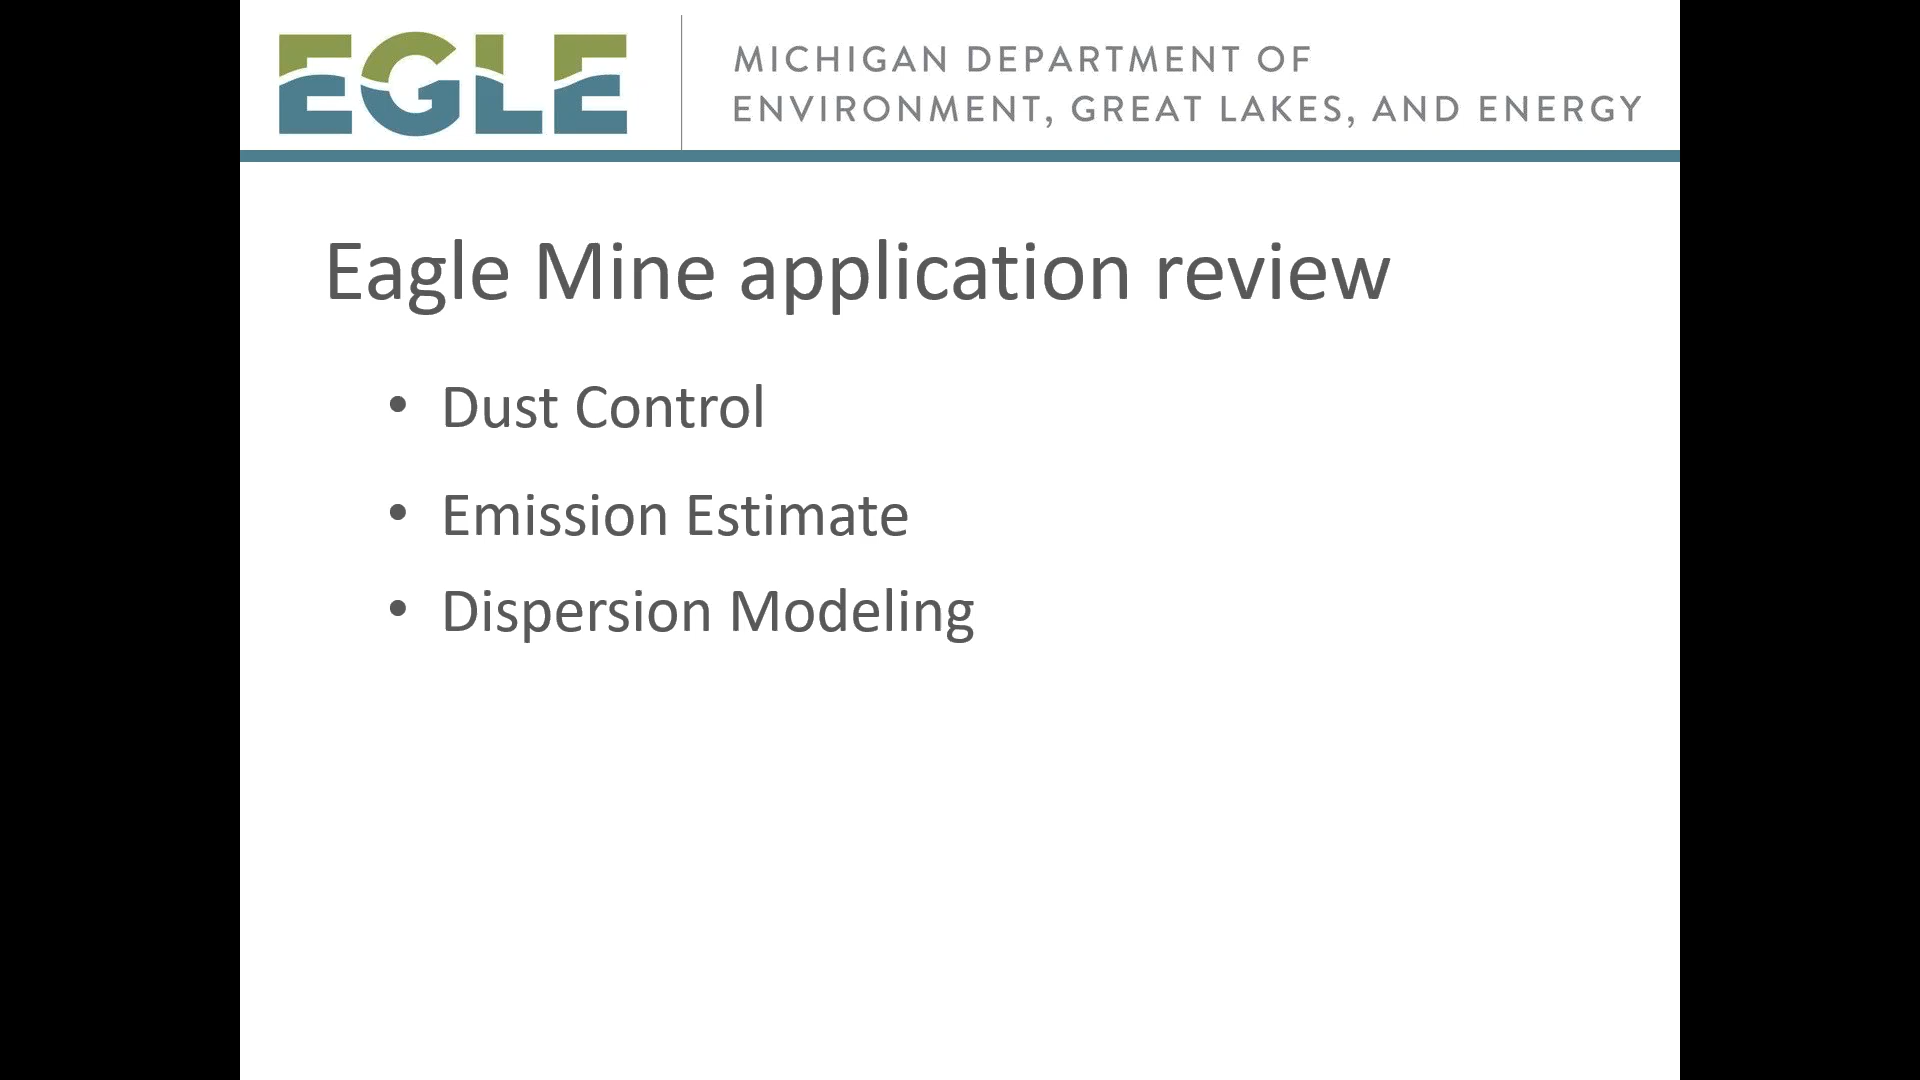 EGLE
MICHIGAN DEPARTMENT OF
ENVIRONMENT, GREAT LAKES, AND ENERGY
Eagle Mine application review
• Dust Control
• Emission Estimate
• Dispersion Modeling